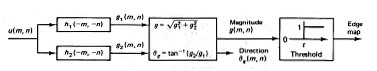 u(m, n)
h₁(−m, −n)
g₁(m, n)
h₂(−m, −n)
g₂(m, n)
g = √g₁² + g₂²
θg = tan⁻¹ (g₂/g₁)
Magnitude
g(m, n)
Direction
θg(m, n)
1
0
t
Threshold
Edge
map